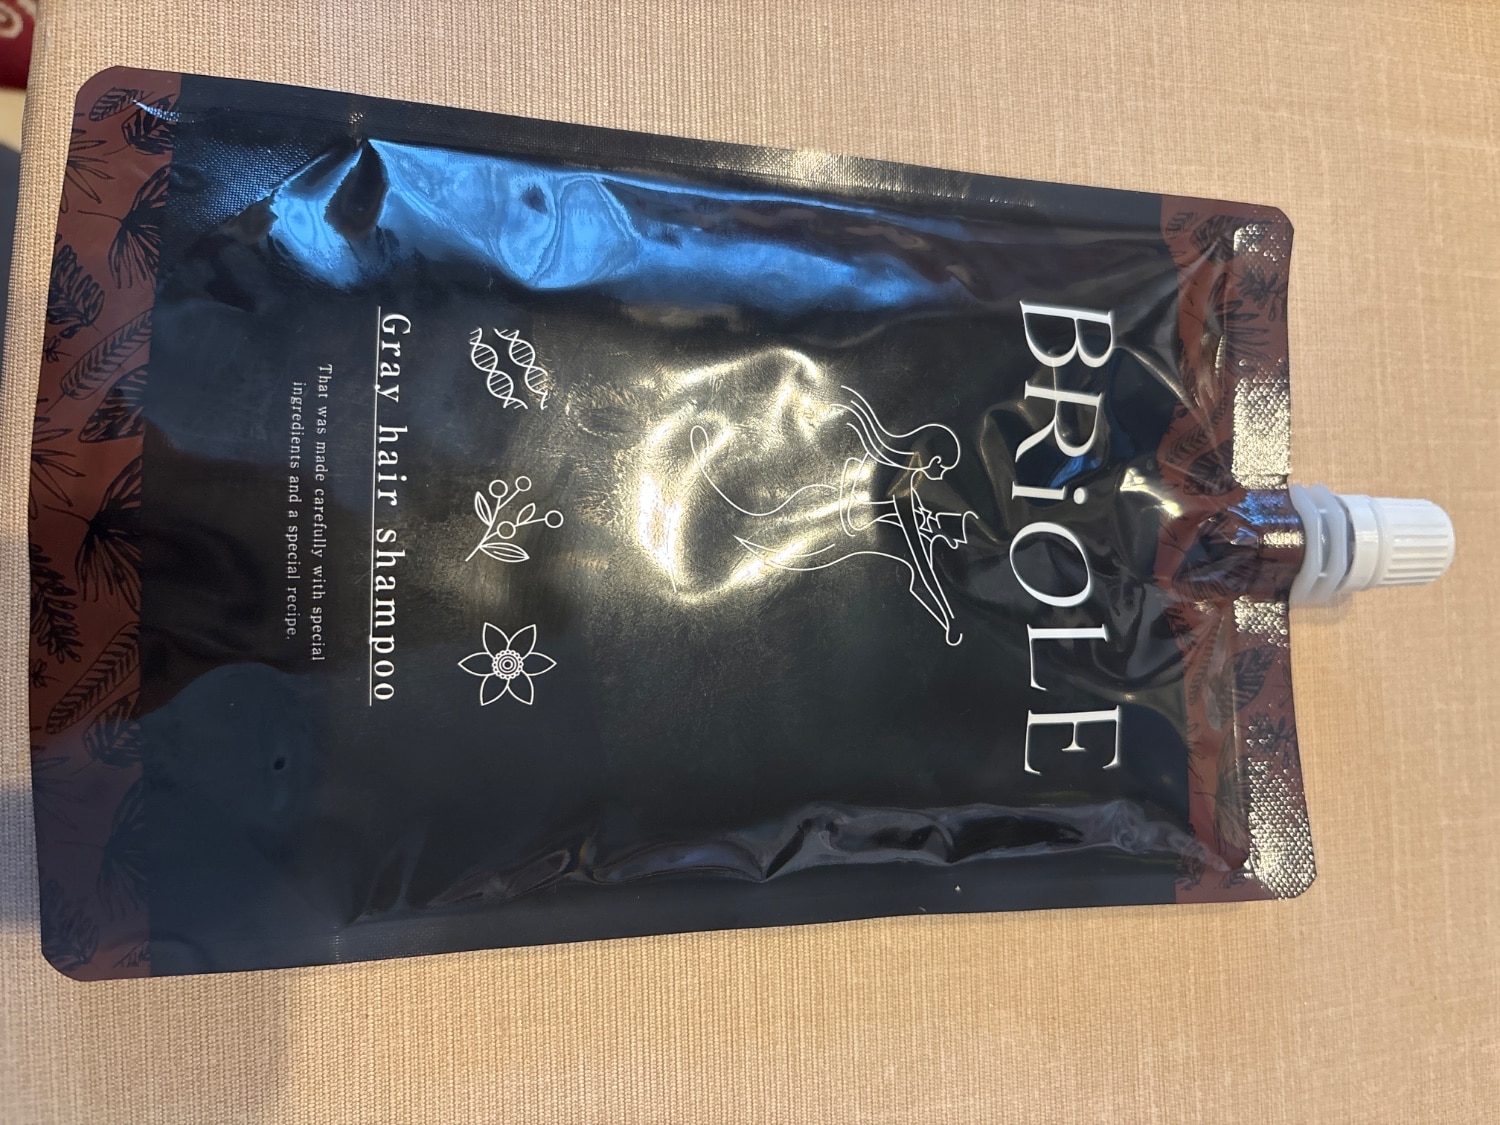 BRiOLE
Gray hair shampoo
That was made carefully with special
ingredients and a special recipe.